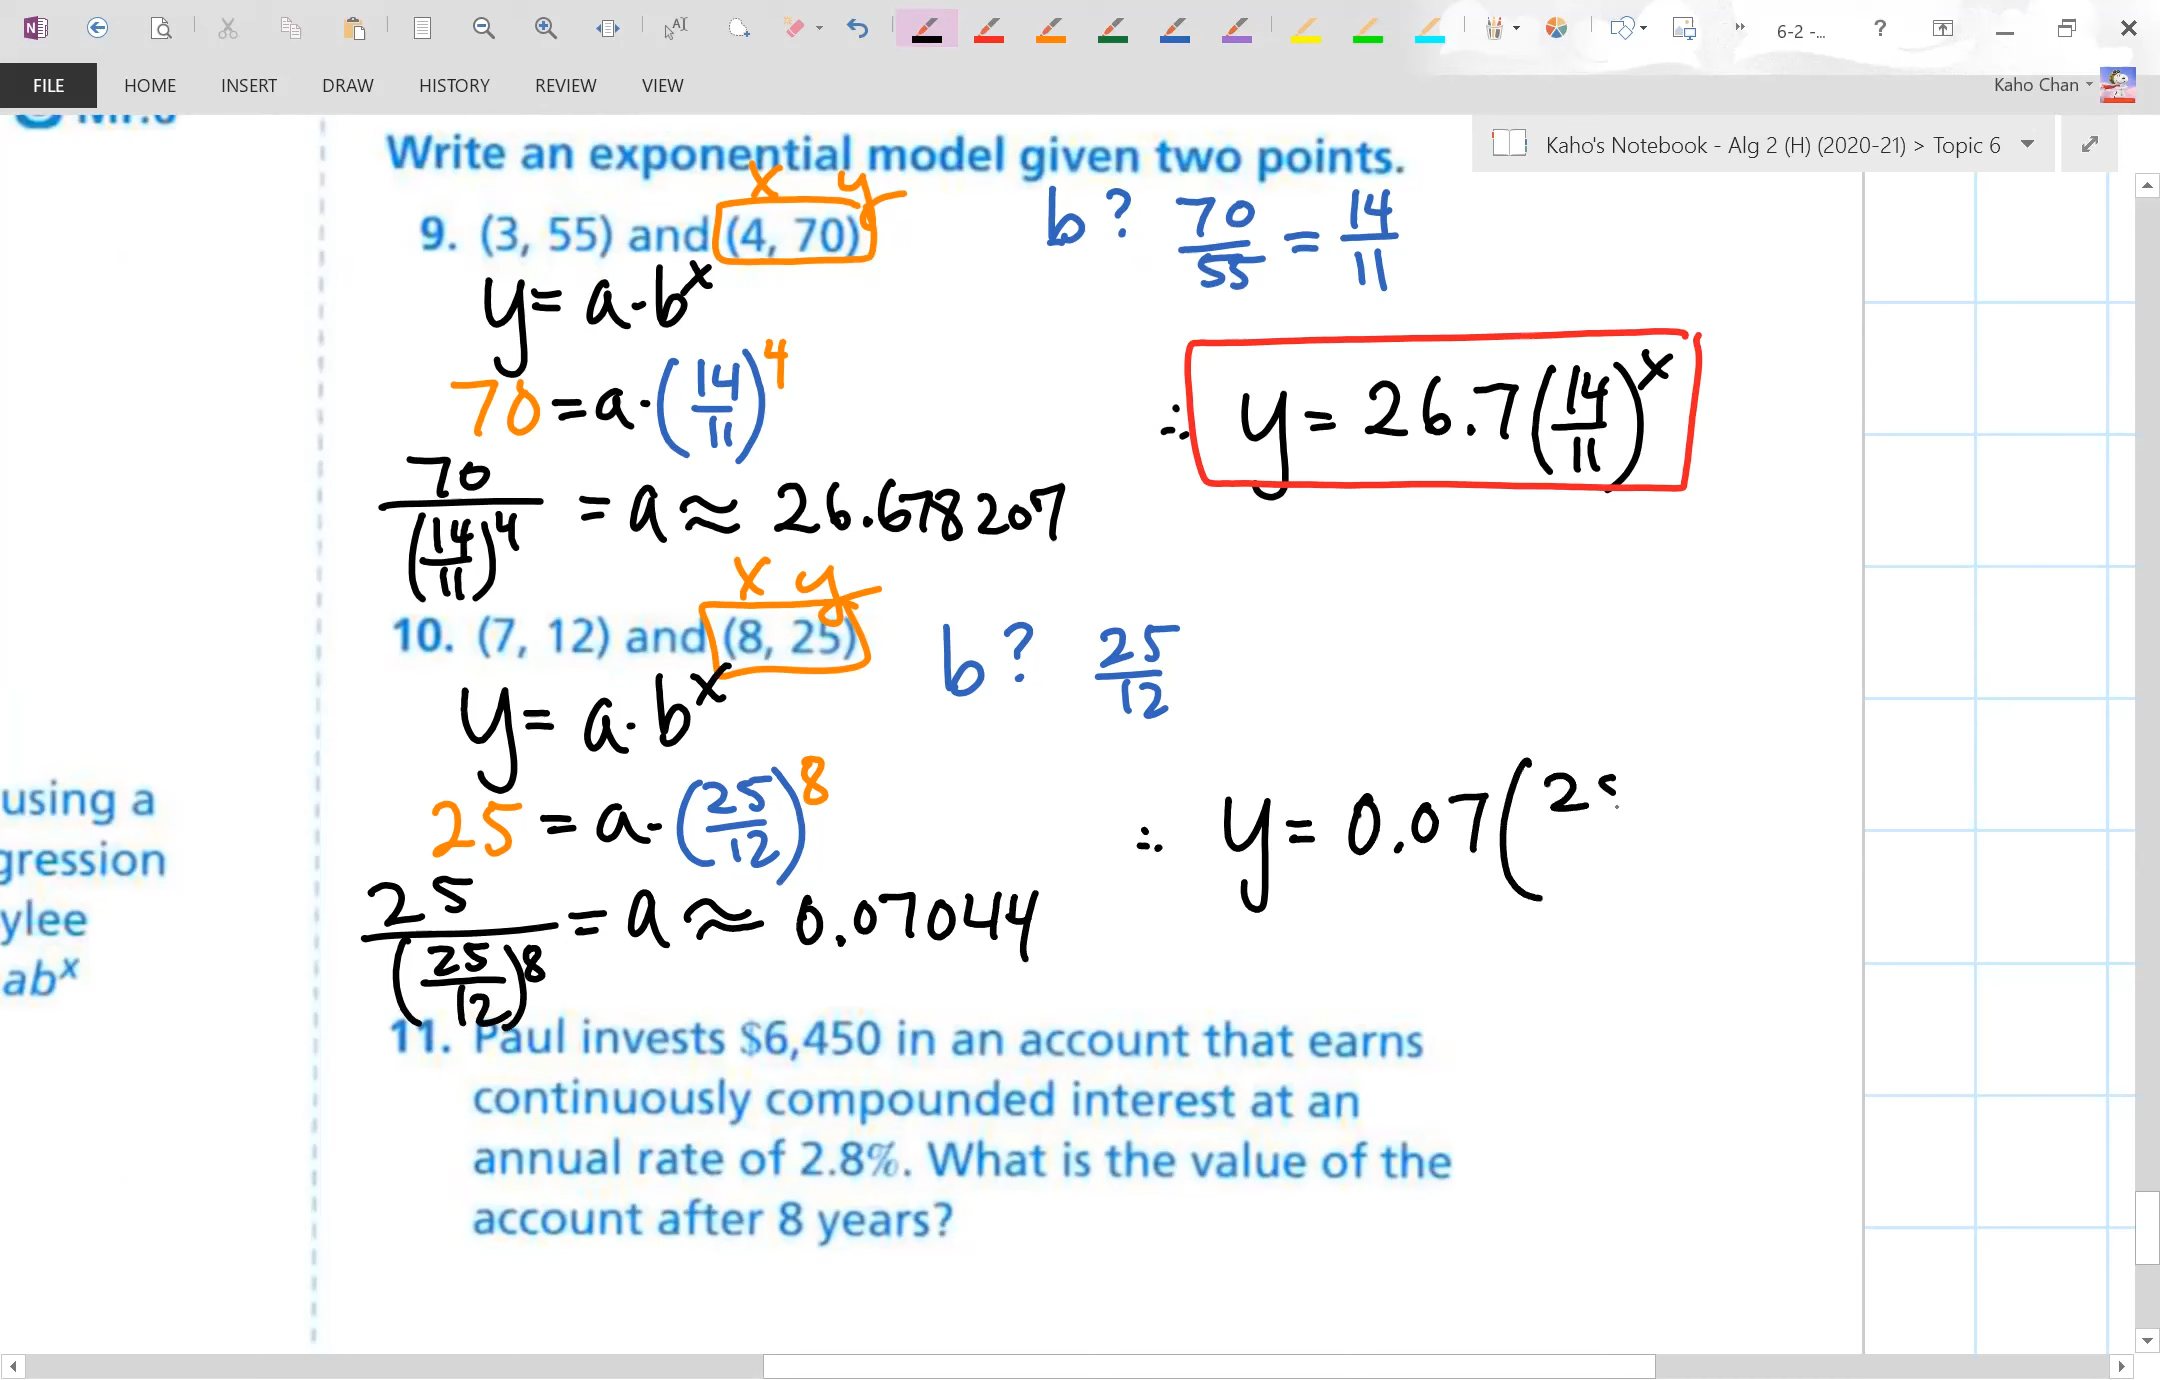 6-2 -...
?
FILE HOME INSERT DRAW HISTORY REVIEW VIEW
Kaho Chan
Kaho's Notebook - Alg 2 (H) (2020-21) > Topic 6
Write an exponential model given two points.
x y
9. (3, 55) and (4, 70)
b? 70/55 = 14/11
y = a·b^x
70 = a·(14/11)^4
∴ y = 26.7(14/11)^x
70/(14/11)^4 = a ≈ 26.678207
x y
10. (7, 12) and (8, 25)
b? 25/12
y = a·b^x
25 = a·(25/12)^8
∴ y = 0.07(2
25/(25/12)^8 = a ≈ 0.07044
using a
gression
ylee
ab^x
11. Paul invests $6,450 in an account that earns
continuously compounded interest at an
annual rate of 2.8%. What is the value of the
account after 8 years?